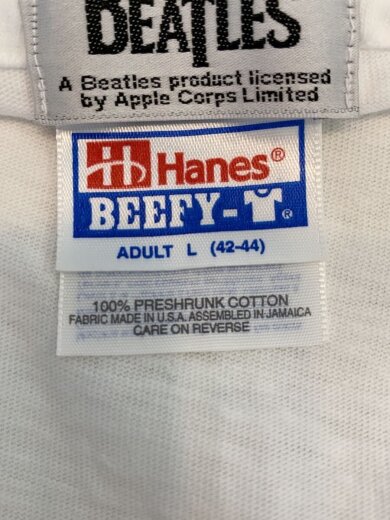 BEATLES
A Beatles product licensed
by Apple Corps Limited
Hanes®
BEEFY-T®
ADULT L (42-44)
100% PRESHRUNK COTTON
FABRIC MADE IN U.S.A. ASSEMBLED IN JAMAICA
CARE ON REVERSE